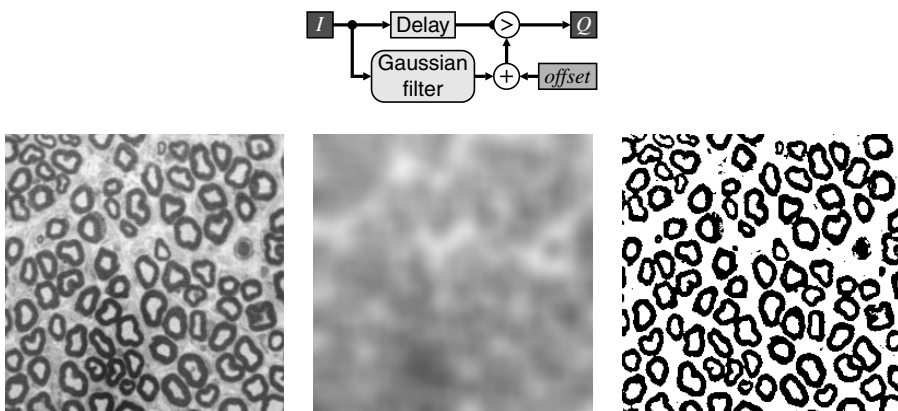 I Delay > Q
Gaussian
filter + offset